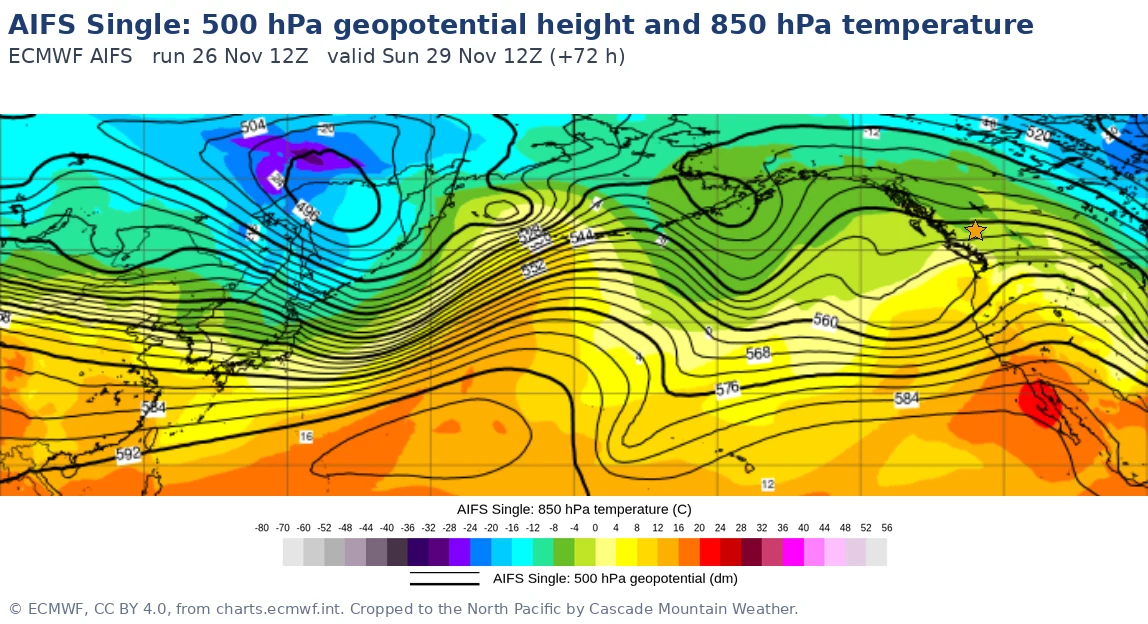 AIFS Single: 500 hPa geopotential height and 850 hPa temperature
ECMWF AIFS run 26 Nov 12Z valid Sun 29 Nov 12Z (+72 h)
504
-20
-12
520
496
544
552
560
568
576
584
584
592
16
12
0
4
AIFS Single: 850 hPa temperature (C)
-80 -70 -60 -52 -48 -44 -40 -36 -32 -28 -24 -20 -16 -12 -8 -4 0 4 8 12 16 20 24 28 32 36 40 44 48 52 56
AIFS Single: 500 hPa geopotential (dm)
© ECMWF, CC BY 4.0, from charts.ecmwf.int. Cropped to the North Pacific by Cascade Mountain Weather.